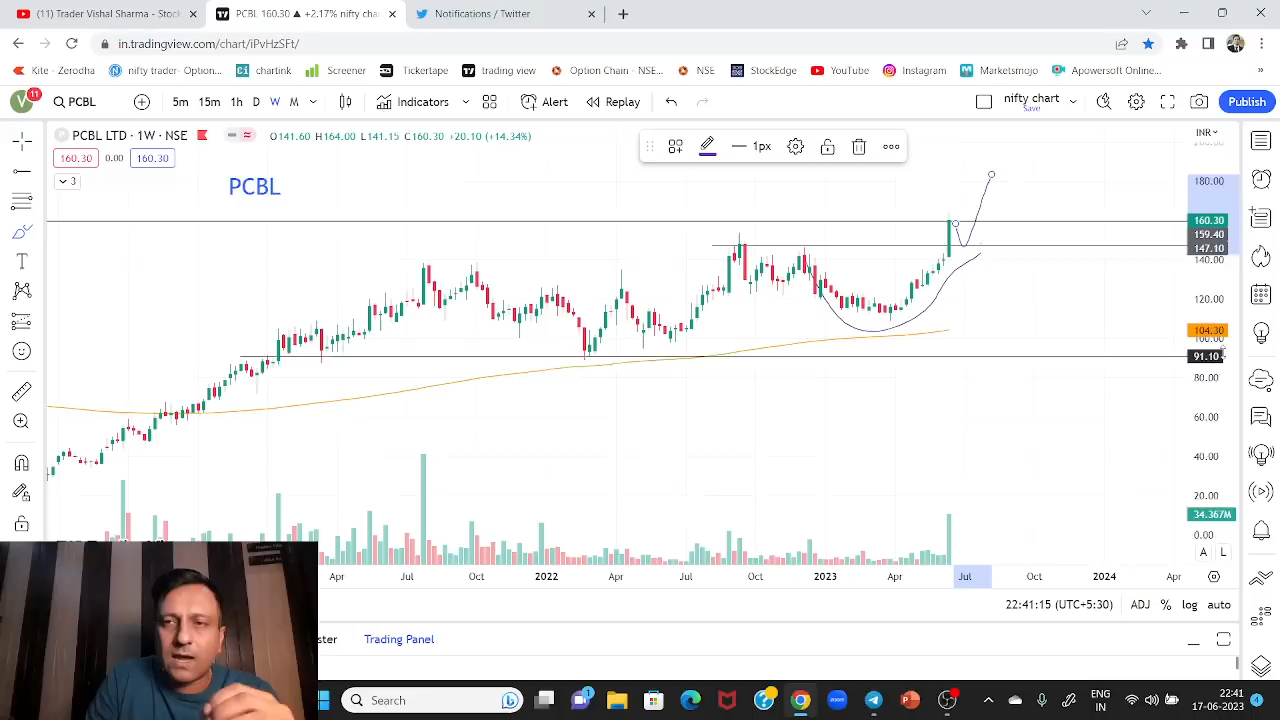 (11) Trader Vidya Sharma - Stock
PCBL 160.30 ▲ +2.17% nifty cha
Notifications / Twitter
in.tradingview.com/chart/iPvHzSFt/
Kite - Zerodha
nifty trader- Option...
chartink
Screener
Tickertape
trading view
Option Chain - NSE...
NSE
StockEdge
YouTube
Instagram
Marketsmojo
Apowersoft Online...
V 11
PCBL
5m 15m 1h D W M
Indicators
Alert
Replay
nifty chart
Save
Publish
PCBL LTD · 1W · NSE
O141.60 H164.00 L141.15 C160.30 +20.10 (+14.34%)
INR
160.30 0.00 160.30
3
PCBL
1px
200.00
180.00
160.30
159.40
147.10
140.00
120.00
104.30
100.00
91.10
80.00
60.00
40.00
20.00
34.367M
0.00
A L
Apr Jul Oct 2022 Apr Jul Oct 2023 Apr Jul Oct 2024 Apr
22:41:15 (UTC+5:30) ADJ % log auto
ster
Trading Panel
Search
zoom
ENG
IN
22:41
17-06-2023